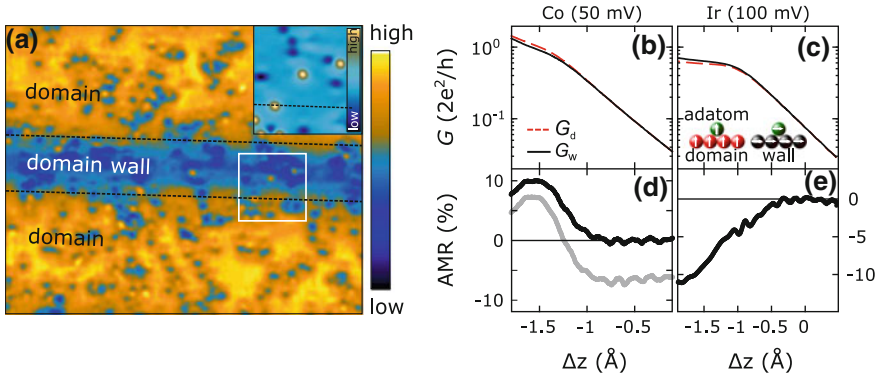 (a)
domain
domain wall
domain
high
low
high
low
Co (50 mV)
Ir (100 mV)
(b)
(c)
G (2e²/h)
10⁰
10⁻¹
G_d
G_w
adatom
domain
wall
(d)
(e)
AMR (%)
10
0
-10
0
-5
-10
-1.5
-1
-0.5
-1.5
-1
-0.5
0
Δz (Å)
Δz (Å)